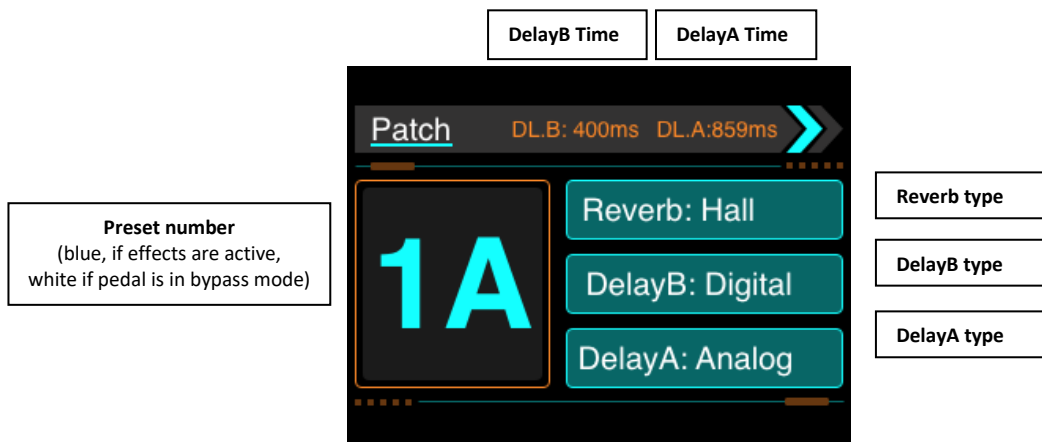 DelayB Time
DelayA Time
Patch DL.B: 400ms DL.A:859ms
Preset number
(blue, if effects are active,
white if pedal is in bypass mode)
1A
Reverb: Hall
DelayB: Digital
DelayA: Analog
Reverb type
DelayB type
DelayA type